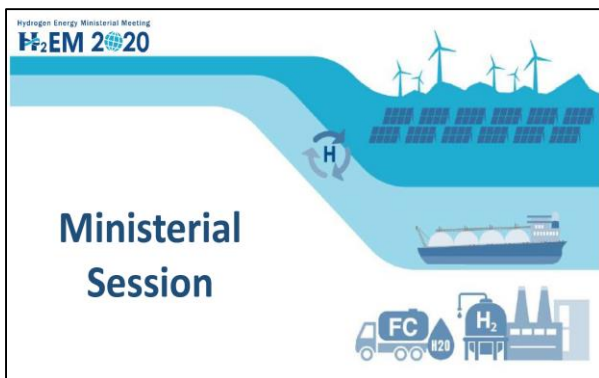 Hydrogen Energy Ministerial Meeting
H₂EM 2020
H
Ministerial
Session
FC
H20
H₂